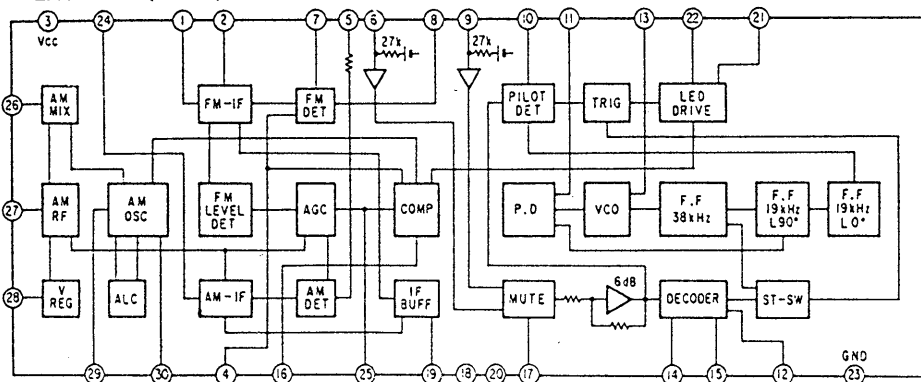 3 24 1 2 7 5 6 8 9 10 11 13 22 21
Vcc
27k
27k
26
AM
MIX
FM-IF
FM
DET
PILOT
DET
TRIG
LED
DRIVE
27
AM
RF
AM
OSC
FM
LEVEL
DET
AGC
COMP
P.D
VCO
F.F
38kHz
F.F
19kHz
L90°
F.F
19kHz
L0°
28
V
REG
ALC
AM-IF
AM
DET
IF
BUFF
MUTE
6dB
DECODER
ST-SW
GND
29 30 4 16 25 19 18 20 17 14 15 12 23